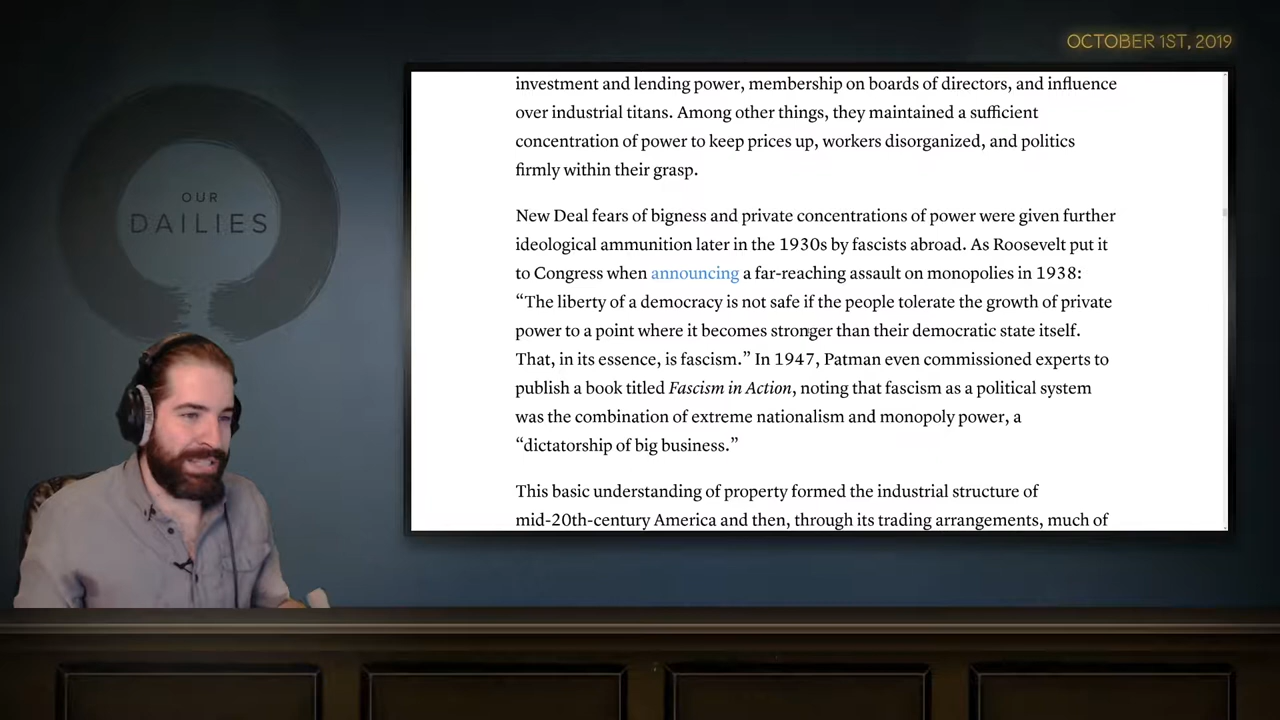 OCTOBER 1ST, 2019
OUR
DAILIES
investment and lending power, membership on boards of directors, and influence
over industrial titans. Among other things, they maintained a sufficient
concentration of power to keep prices up, workers disorganized, and politics
firmly within their grasp.
New Deal fears of bigness and private concentrations of power were given further
ideological ammunition later in the 1930s by fascists abroad. As Roosevelt put it
to Congress when announcing a far-reaching assault on monopolies in 1938:
“The liberty of a democracy is not safe if the people tolerate the growth of private
power to a point where it becomes stronger than their democratic state itself.
That, in its essence, is fascism.” In 1947, Patman even commissioned experts to
publish a book titled Fascism in Action, noting that fascism as a political system
was the combination of extreme nationalism and monopoly power, a
“dictatorship of big business.”
This basic understanding of property formed the industrial structure of
mid-20th-century America and then, through its trading arrangements, much of